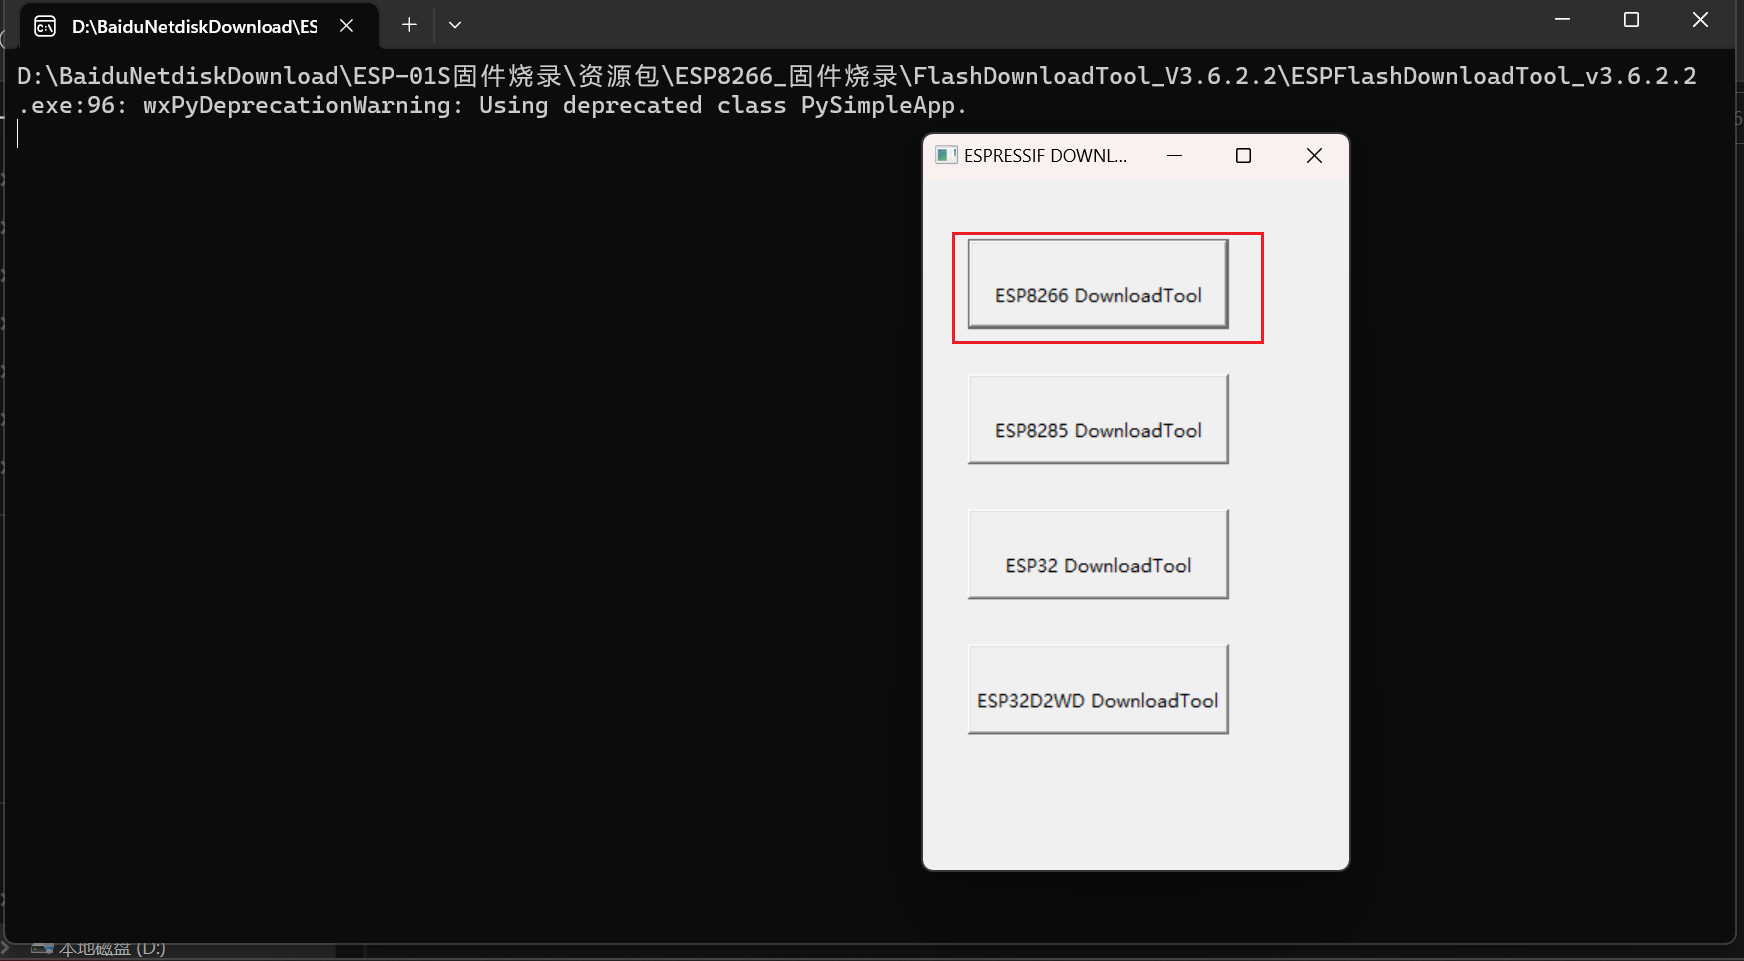 D:\BaiduNetdiskDownload\ES
D:\BaiduNetdiskDownload\ESP-01S固件烧录\资源包\ESP8266_固件烧录\FlashDownloadTool_V3.6.2.2\ESPFlashDownloadTool_v3.6.2.2
.exe:96: wxPyDeprecationWarning: Using deprecated class PySimpleApp.
ESPRESSIF DOWNL...
ESP8266 DownloadTool
ESP8285 DownloadTool
ESP32 DownloadTool
ESP32D2WD DownloadTool
本地磁盘 (D:)